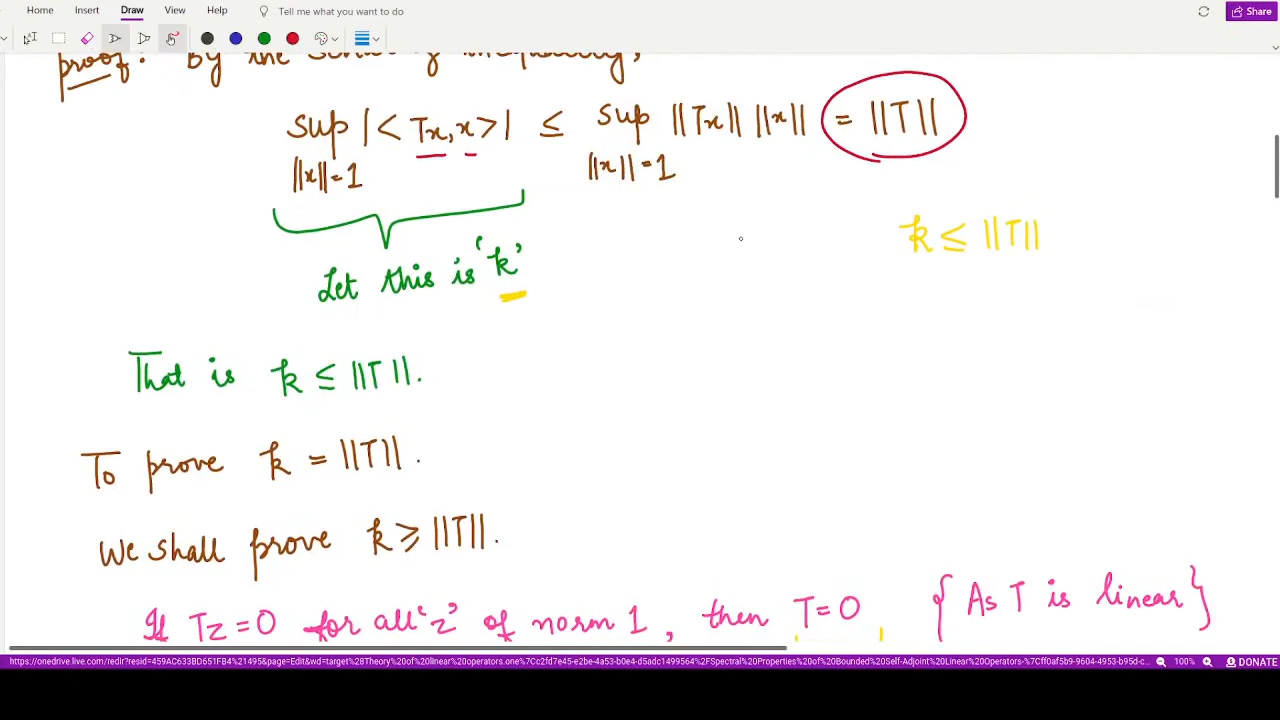 Home Insert Draw View Help Tell me what you want to do Share
proof: By the inequality,
sup |< Tx, x >| ≤ sup ||Tx|| ||x|| = ||T||
||x||=1 ||x||=1
k ≤ ||T||
Let this is 'k'
That is k ≤ ||T||.
To prove k = ||T||.
We shall prove k ⩾ ||T||.
If Tz=0 for all 'z' of norm 1, then T=0, { As T is linear }
100% DONATE